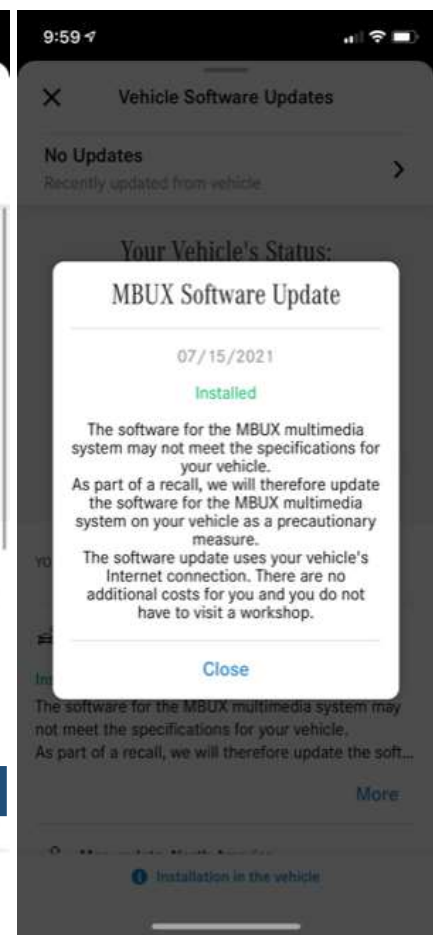 9:59
Vehicle Software Updates
No Updates
Recently updated from vehicle
Your Vehicle's Status:
MBUX Software Update
07/15/2021
Installed
The software for the MBUX multimedia
system may not meet the specifications for
your vehicle.
As part of a recall, we will therefore update
the software for the MBUX multimedia
system on your vehicle as a precautionary
measure.
The software update uses your vehicle's
Internet connection. There are no
additional costs for you and you do not
have to visit a workshop.
Close
The software for the MBUX multimedia system may
not meet the specifications for your vehicle.
As part of a recall, we will therefore update the soft...
More
Installation in the vehicle